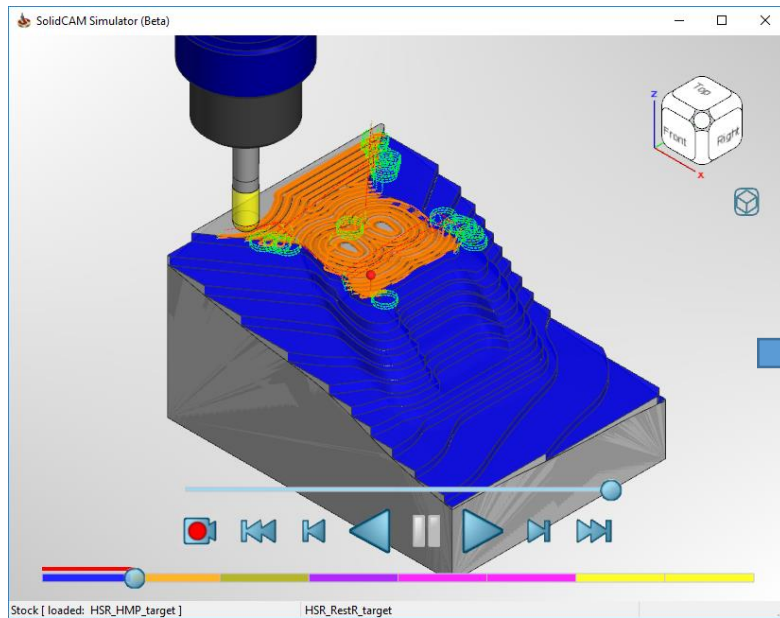 SolidCAM Simulator (Beta)
Top
Z
Front
Right
X
Stock [ loaded: HSR_HMP_target ]
HSR_RestR_target